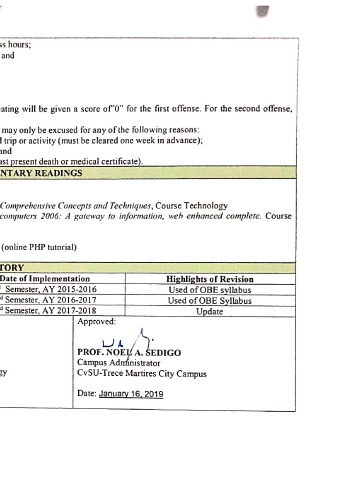 ss hours;
and
ating will be given a score of"0" for the first offense. For the second offense,
may only be excused for any of the following reasons:
trip or activity (must be cleared one week in advance);
and
ust present death or medical certificate).
NTARY READINGS
Comprehensive Concepts and Techniques, Course Technology
computers 2006: A gateway to information, web enhanced complete. Course
(online PHP tutorial)
TORY
Date of Implementation Highlights of Revision
Semester, AY 2015-2016 Used of OBE syllabus
d Semester, AY 2016-2017 Used of OBE Syllabus
d Semester, AY 2017-2018 Update
Approved:
PROF. NOEL A. SEDIGO
Campus Administrator
gy CvSU-Trece Martires City Campus
Date: January 16, 2019